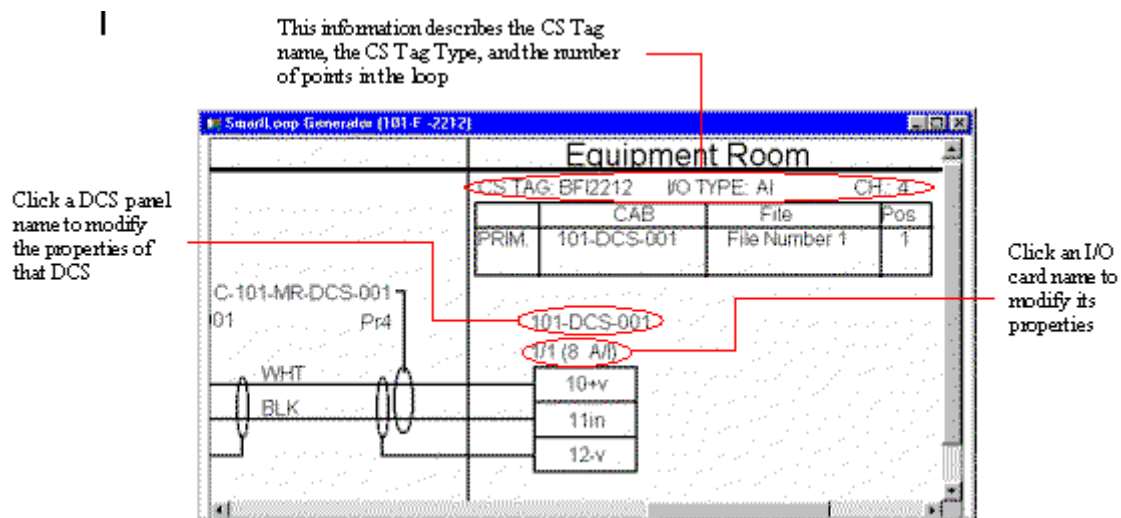 This information describes the CS Tag
name, the CS Tag Type, and the number
of points in the loop
SmartLoop Generator (101-F -2212)
Equipment Room
CS TAG: BFI2212 I/O TYPE: AI CH.: 4
CAB File Pos
PRIM. 101-DCS-001 File Number 1 1
Click a DCS panel
name to modify
the properties of
that DCS
Click an I/O
card name to
modify its
properties
C-101-MR-DCS-001
01 Pr4
101-DCS-001
1/1 (8 A/I)
WHT
10+v
BLK
11in
12-v